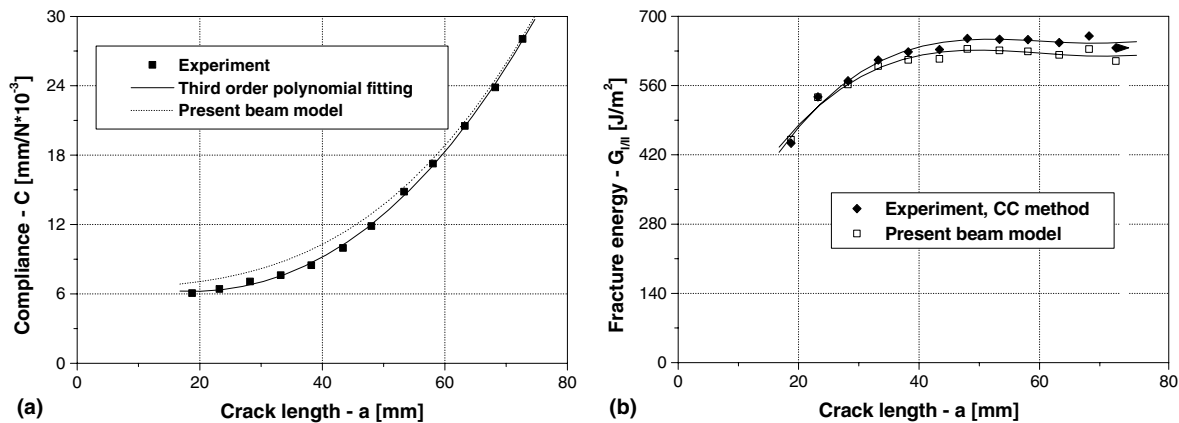 30
24
18
12
6
0
Compliance - C [mm/N*10-3]
Experiment
Third order polynomial fitting
Present beam model
0 20 40 60 80
Crack length - a [mm]
(a)
700
560
420
280
140
0
Fracture energy - GI/II [J/m2]
Experiment, CC method
Present beam model
0 20 40 60 80
Crack length - a [mm]
(b)